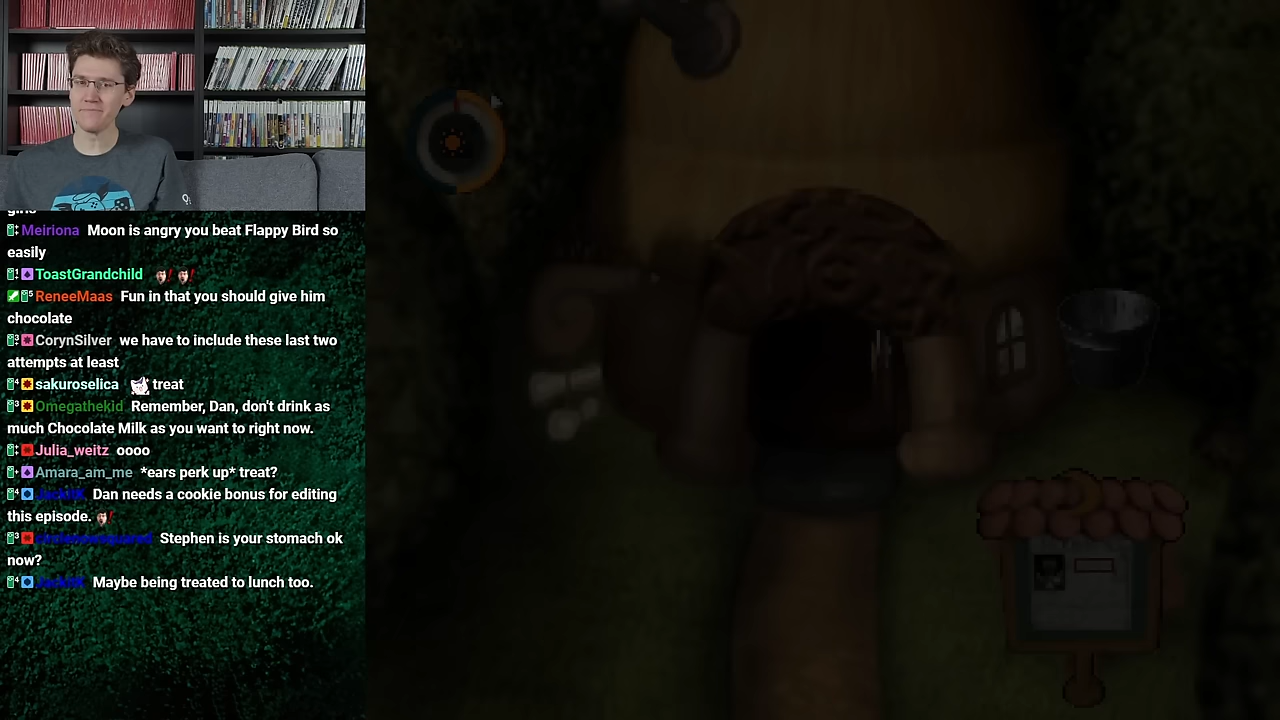 girls
Meiriona Moon is angry you beat Flappy Bird so
easily
ToastGrandchild
ReneeMaas Fun in that you should give him
chocolate
CorynSilver we have to include these last two
attempts at least
sakuroselica treat
Omegathekid Remember, Dan, don't drink as
much Chocolate Milk as you want to right now.
Julia_weitz oooo
Amara_am_me *ears perk up* treat?
Dan needs a cookie bonus for editing
this episode.
Stephen is your stomach ok
now?
Maybe being treated to lunch too.